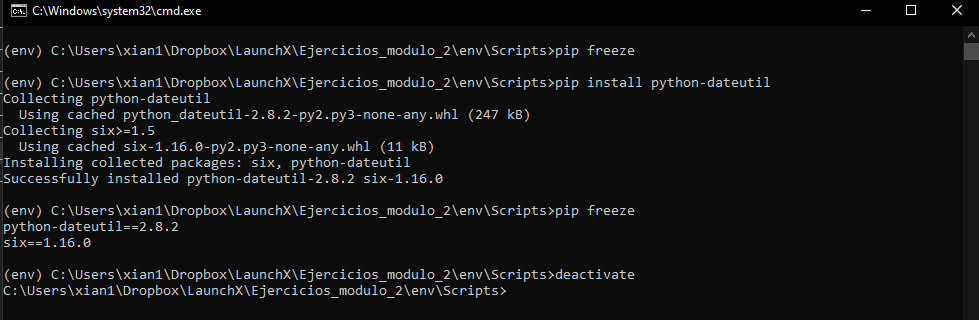 C:\Windows\system32\cmd.exe
(env) C:\Users\xian1\Dropbox\LaunchX\Ejercicios_modulo_2\env\Scripts>pip freeze
(env) C:\Users\xian1\Dropbox\LaunchX\Ejercicios_modulo_2\env\Scripts>pip install python-dateutil
Collecting python-dateutil
  Using cached python_dateutil-2.8.2-py2.py3-none-any.whl (247 kB)
Collecting six>=1.5
  Using cached six-1.16.0-py2.py3-none-any.whl (11 kB)
Installing collected packages: six, python-dateutil
Successfully installed python-dateutil-2.8.2 six-1.16.0
(env) C:\Users\xian1\Dropbox\LaunchX\Ejercicios_modulo_2\env\Scripts>pip freeze
python-dateutil==2.8.2
six==1.16.0
(env) C:\Users\xian1\Dropbox\LaunchX\Ejercicios_modulo_2\env\Scripts>deactivate
C:\Users\xian1\Dropbox\LaunchX\Ejercicios_modulo_2\env\Scripts>